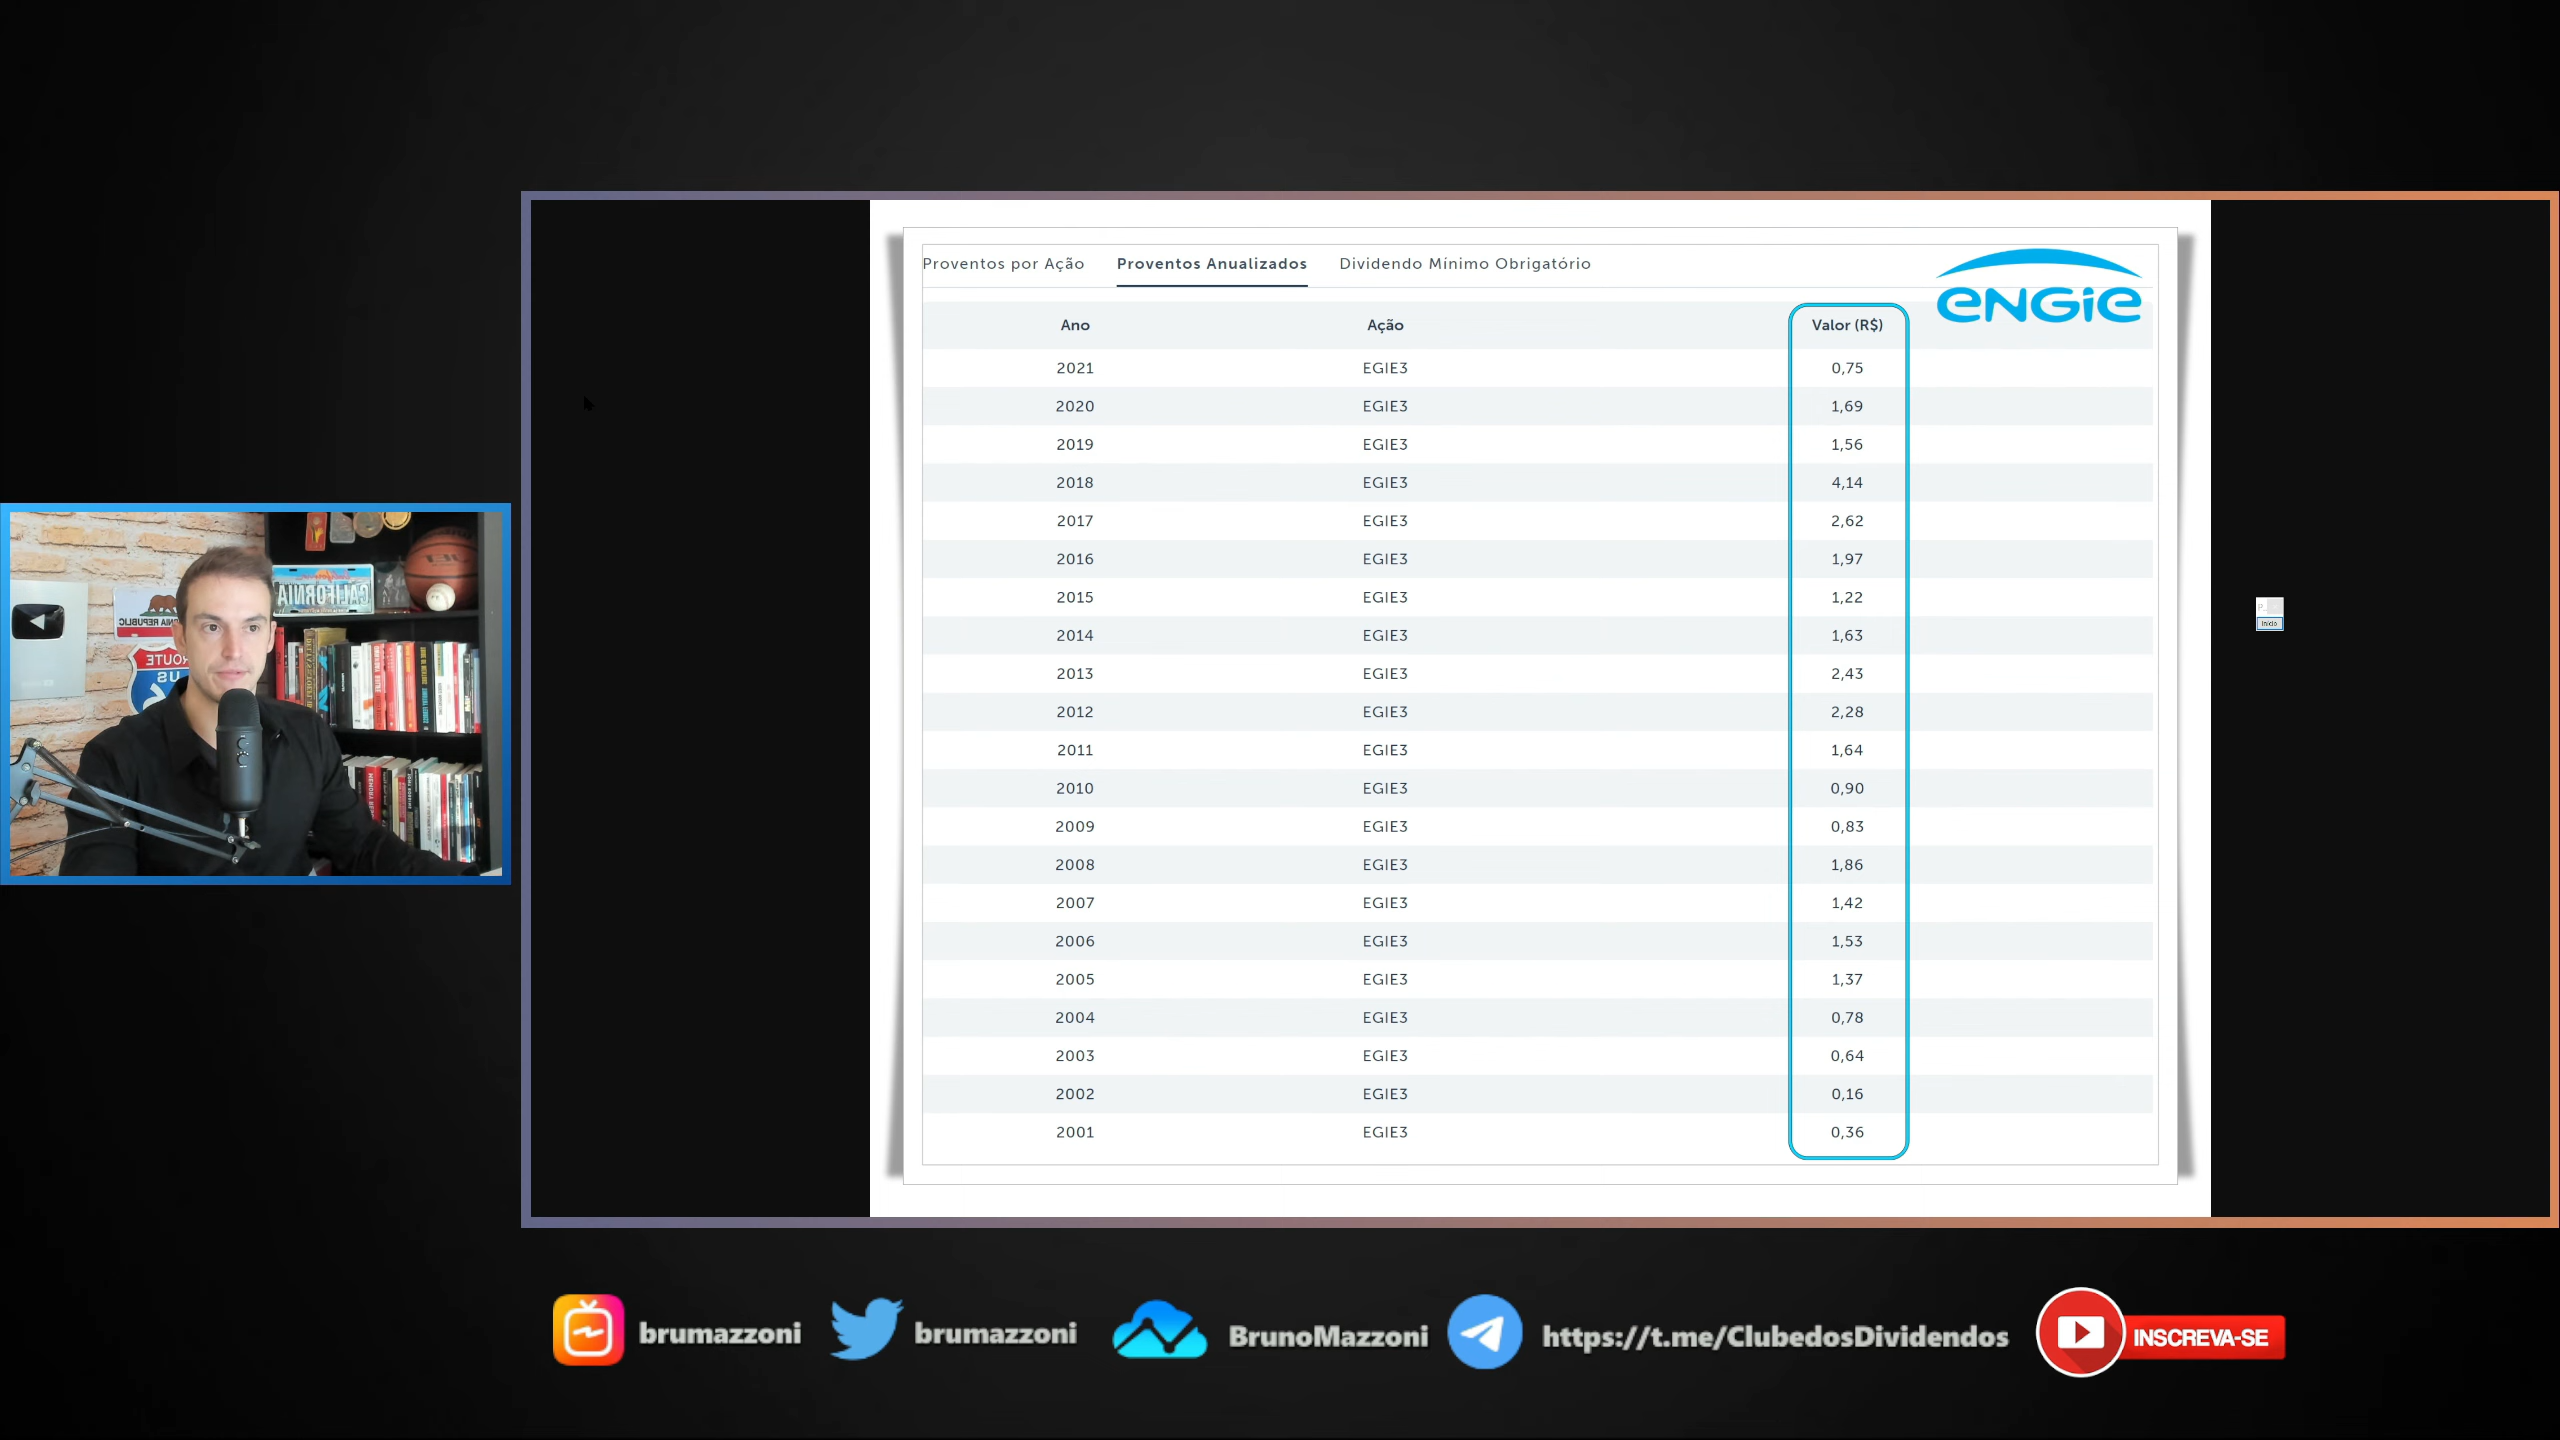 Proventos por Ação Proventos Anualizados Dividendo Mínimo Obrigatório
ENGIE
Ano Ação Valor (R$)
2021 EGIE3 0,75
2020 EGIE3 1,69
2019 EGIE3 1,56
2018 EGIE3 4,14
2017 EGIE3 2,62
2016 EGIE3 1,97
2015 EGIE3 1,22
2014 EGIE3 1,63
2013 EGIE3 2,43
2012 EGIE3 2,28
2011 EGIE3 1,64
2010 EGIE3 0,90
2009 EGIE3 0,83
2008 EGIE3 1,86
2007 EGIE3 1,42
2006 EGIE3 1,53
2005 EGIE3 1,37
2004 EGIE3 0,78
2003 EGIE3 0,64
2002 EGIE3 0,16
2001 EGIE3 0,36
CALIFORNIA
ROUTE
US
Início
brumazzoni brumazzoni BrunoMazzoni https://t.me/ClubedosDividendos INSCREVA-SE